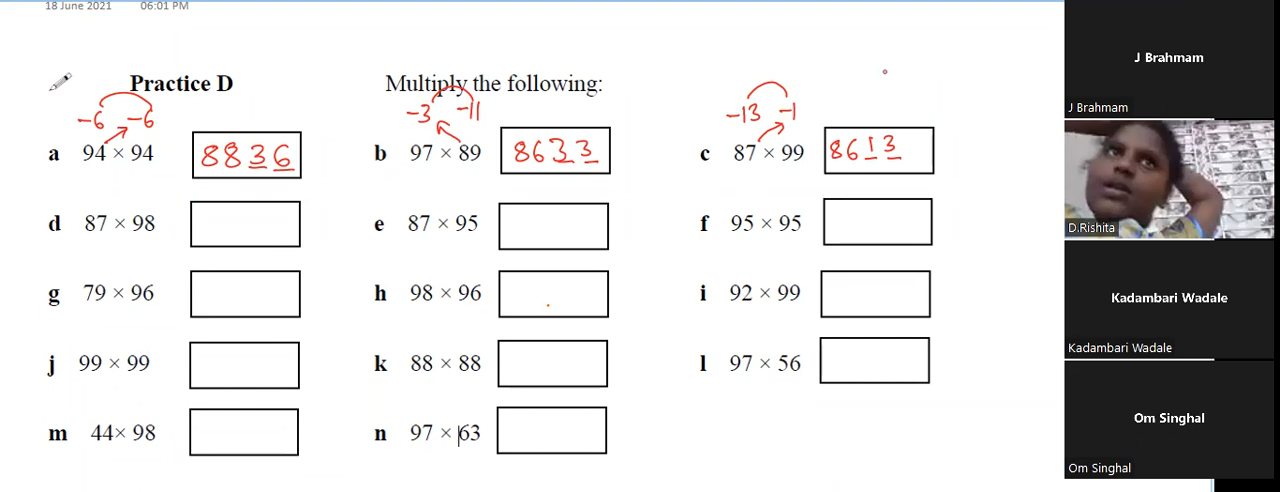 18 June 2021 06:01 PM
Practice D Multiply the following:
-6 -6 -3 -11 -13 -1
a 94 × 94 8836 b 97 × 89 8633 c 87 × 99 8613
d 87 × 98 e 87 × 95 f 95 × 95
g 79 × 96 h 98 × 96 i 92 × 99
j 99 × 99 k 88 × 88 l 97 × 56
m 44× 98 n 97 × 63
J Brahmam
J Brahmam
D.Rishita
Kadambari Wadale
Kadambari Wadale
Om Singhal
Om Singhal